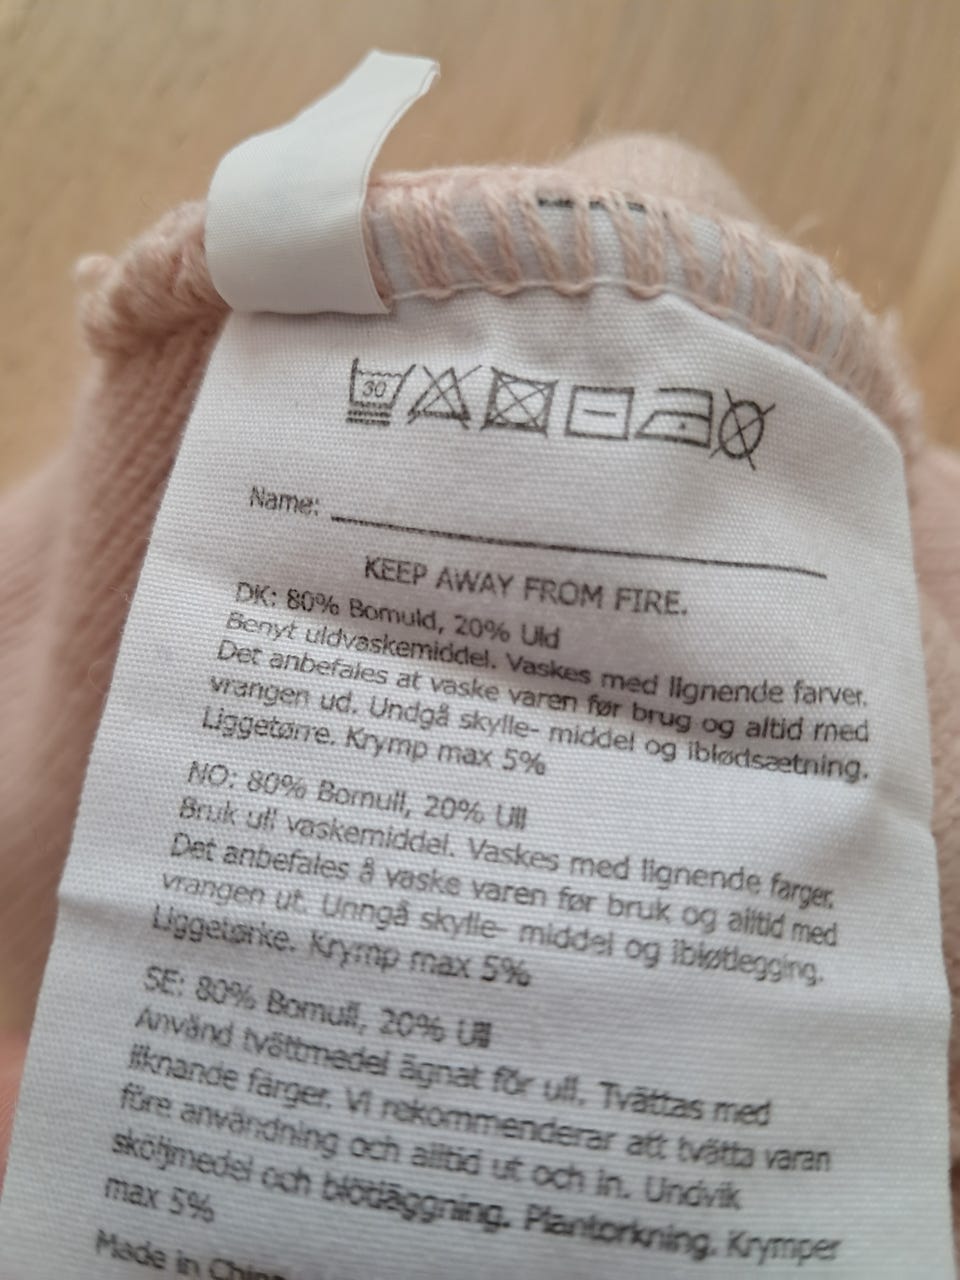 30
Name:
KEEP AWAY FROM FIRE.
DK: 80% Bomuld, 20% Uld
Benyt uldvaskemiddel. Vaskes med lignende farver.
Det anbefales at vaske varen før brug og altid med
vrangen ud. Undgå skylle- middel og iblødsætning.
Liggetørre. Krymp max 5%
NO: 80% Bomull, 20% Ull
Bruk ull vaskemiddel. Vaskes med lignende farger.
Det anbefales å vaske varen før bruk og alltid med
vrangen ut. Unngå skylle- middel og ibløtlegging.
Liggetørke. Krymp max 5%
SE: 80% Bomull, 20% Ull
Använd tvättmedel ägnat för ull. Tvättas med
liknande färger. Vi rekommenderar att tvätta varan
före användning och alltid ut och in. Undvik
sköljmedel och blötläggning. Plantorkning. Krymper
max 5%
Made in China